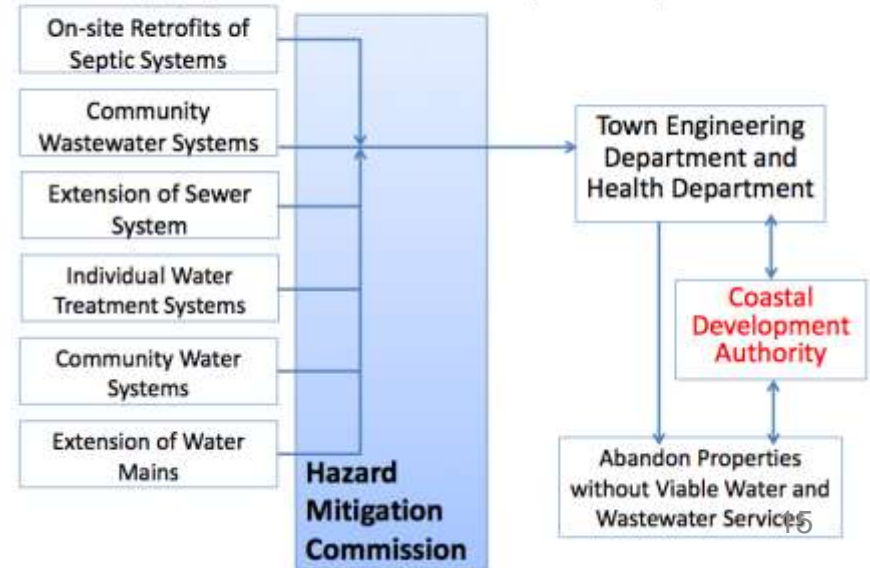 On-site Retrofits of
Septic Systems
Community
Wastewater Systems
Extension of Sewer
System
Individual Water
Treatment Systems
Community Water
Systems
Extension of Water
Mains
Hazard
Mitigation
Commission
Town Engineering
Department and
Health Department
Coastal
Development
Authority
Abandon Properties
without Viable Water and
Wastewater Services
15